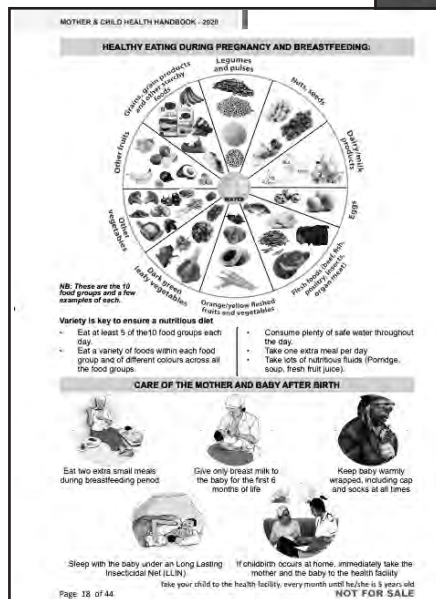 MOTHER & CHILD HEALTH HANDBOOK - 2020
HEALTHY EATING DURING PREGNANCY AND BREASTFEEDING:
Legumes
and pulses
Nuts, seeds
Dairy/milk
products
Eggs
Flesh foods (beef, fish,
poultry, insects,
organ meat)
Orange/yellow fleshed
fruits and vegetables
Dark green
leafy vegetables
Other
vegetables
Other fruits
Grains, grain products
and other starchy
foods
WATER
NB: These are the 10
food groups and a few
examples of each.
Variety is key to ensure a nutritious diet
• Eat at least 5 of the10 food groups each
day.
• Eat a variety of foods within each food
group and of different colours across all
the food groups.
• Consume plenty of safe water throughout
the day.
• Take one extra meal per day
• Take lots of nutritious fluids (Porridge,
soup, fresh fruit juice).
CARE OF THE MOTHER AND BABY AFTER BIRTH
Eat two extra small meals
during breastfeeding period
Give only breast milk to
the baby for the first 6
months of life
Keep baby warmly
wrapped, including cap
and socks at all times
Sleep with the baby under an Long Lasting
Insecticidal Net (LLIN)
If childbirth occurs at home, immediately take the
mother and the baby to the health facility
Take your child to the health facility, every month until he/she is 5 years old
Page 18 of 44
NOT FOR SALE